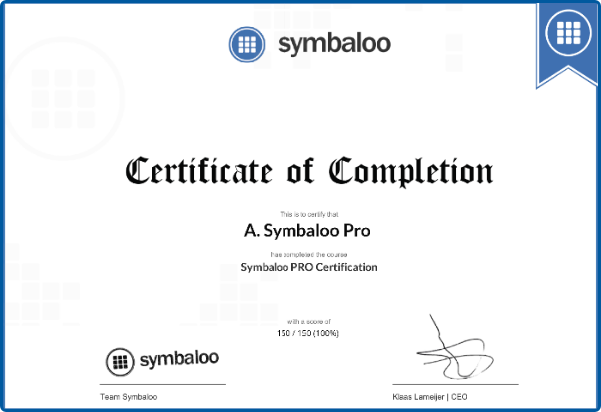 symbaloo
Certificate of Completion
This is to certify that
A. Symbaloo Pro
has completed the course
Symbaloo PRO Certification
with a score of
150 / 150 (100%)
symbaloo
Team Symbaloo
Klaas Lameijer | CEO